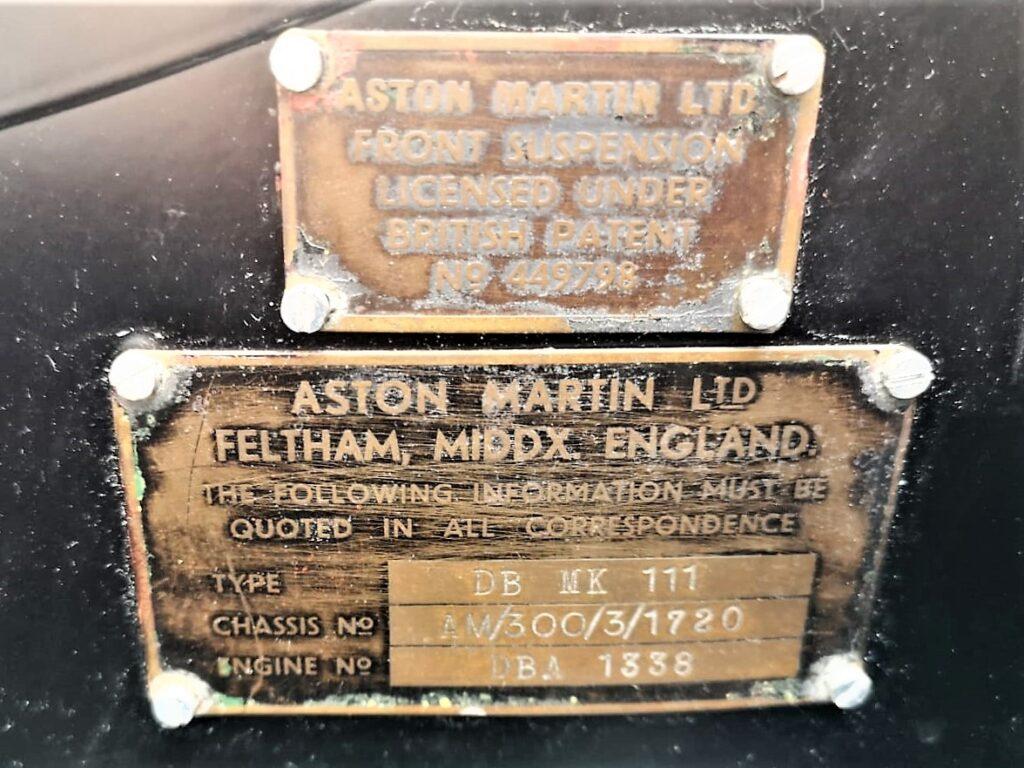 ASTON MARTIN LTD.
FRONT SUSPENSION
LICENSED UNDER
BRITISH PATENT
Nº 449798
ASTON MARTIN LTD
FELTHAM, MIDDX. ENGLAND.
THE FOLLOWING INFORMATION MUST BE
QUOTED IN ALL CORRESPONDENCE
TYPE DB MK 111
CHASSIS Nº AM/300/3/1720
ENGINE Nº DBA 1338